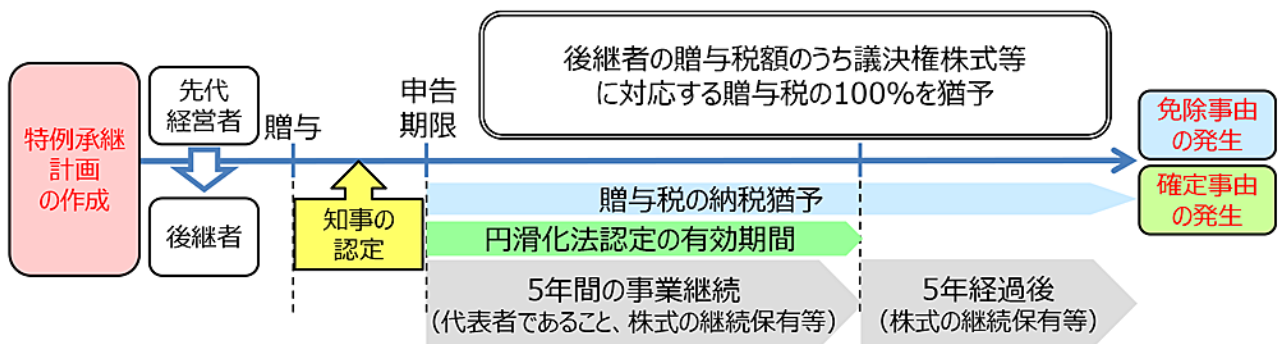 特例承継
計画
の作成
先代
経営者
後継者
贈与
知事の
認定
申告
期限
後継者の贈与税額のうち議決権株式等
に対応する贈与税の100%を猶予
贈与税の納税猶予
円滑化法認定の有効期間
5年間の事業継続
(代表者であること、株式の継続保有等)
5年経過後
(株式の継続保有等)
免除事由
の発生
確定事由
の発生